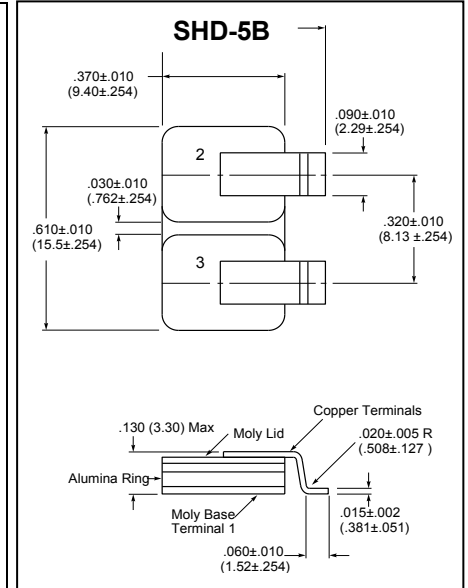 SHD-5B
.370±.010
(9.40±.254)
.090±.010
(2.29±.254)
2
.030±.010
(.762±.254)
.610±.010
(15.5±.254)
.320±.010
(8.13 ±.254)
3
.130 (3.30) Max
Moly Lid
Copper Terminals
.020±.005 R
(.508±.127 )
Alumina Ring
Moly Base
Terminal 1
.015±.002
(.381±.051)
.060±.010
(1.52±.254)